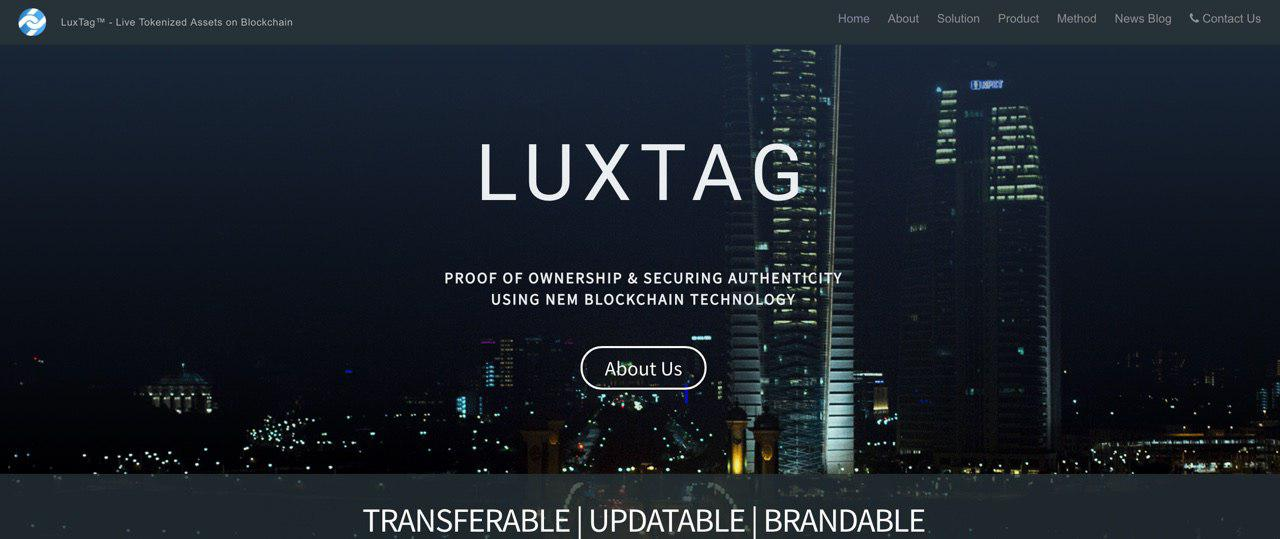 LuxTag™ - Live Tokenized Assets on Blockchain
Home About Solution Product Method News Blog Contact Us
LUXTAG
PROOF OF OWNERSHIP & SECURING AUTHENTICITY
USING NEM BLOCKCHAIN TECHNOLOGY
About Us
TRANSFERABLE | UPDATABLE | BRANDABLE